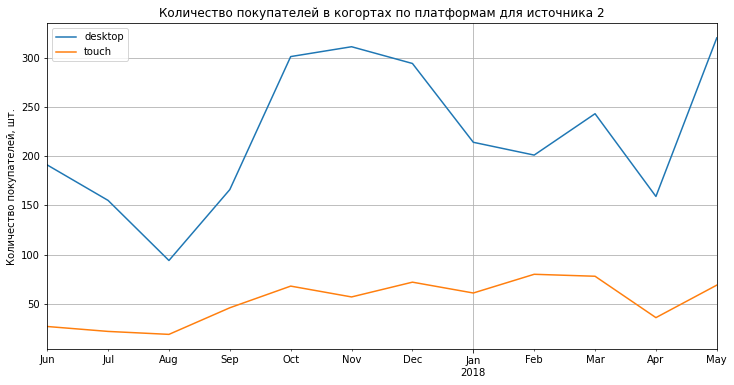 Количество покупателей в когортах по платформам для источника 2
desktop
touch
Количество покупателей, шт.
300
250
200
150
100
50
Jun Jul Aug Sep Oct Nov Dec Jan Feb Mar Apr May
2018